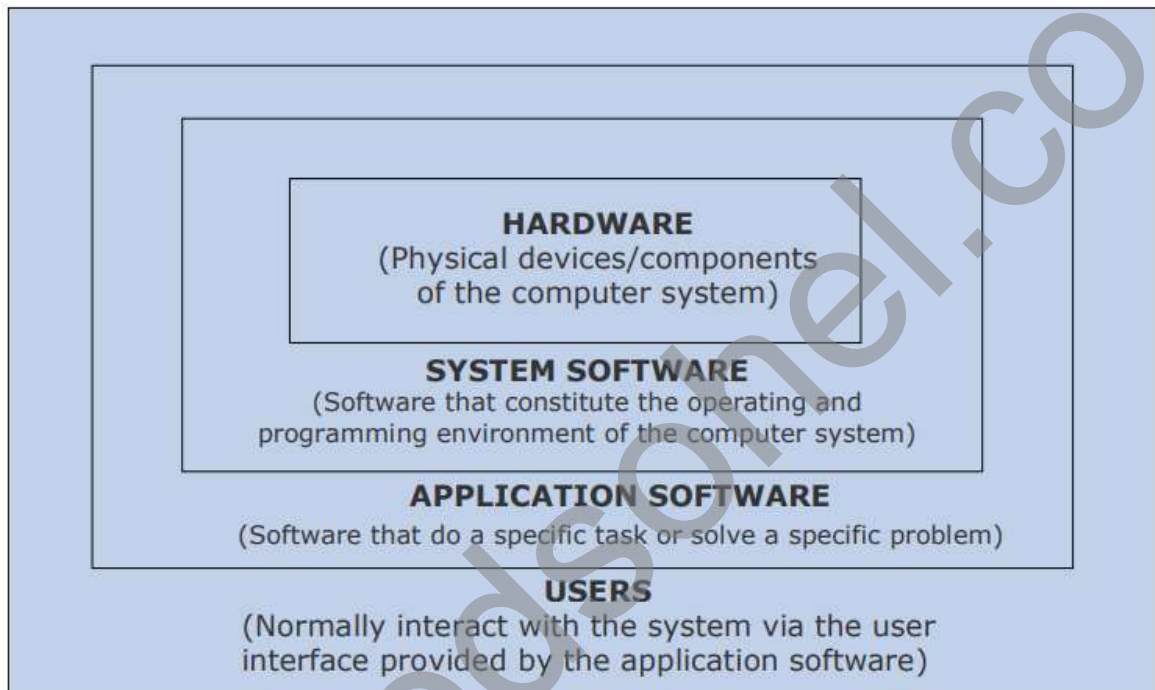 HARDWARE
(Physical devices/components
of the computer system)
SYSTEM SOFTWARE
(Software that constitute the operating and
programming environment of the computer system)
APPLICATION SOFTWARE
(Software that do a specific task or solve a specific problem)
USERS
(Normally interact with the system via the user
interface provided by the application software)
dsohel.co